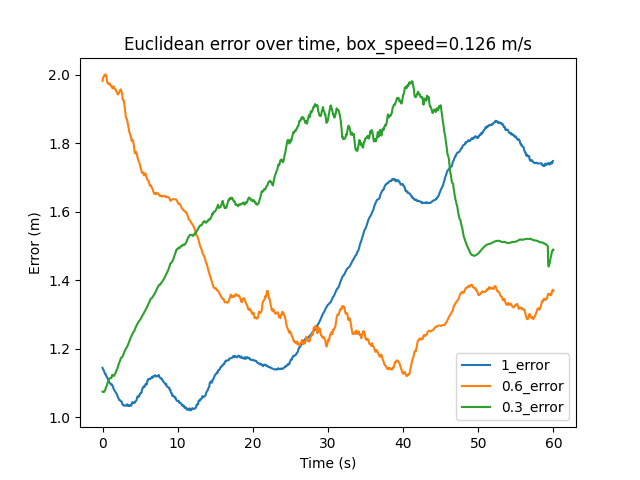 Euclidean error over time, box_speed=0.126 m/s
2.0
1.8
1.6
1.4
1.2
1.0
Error (m)
1_error
0.6_error
0.3_error
0 10 20 30 40 50 60
Time (s)